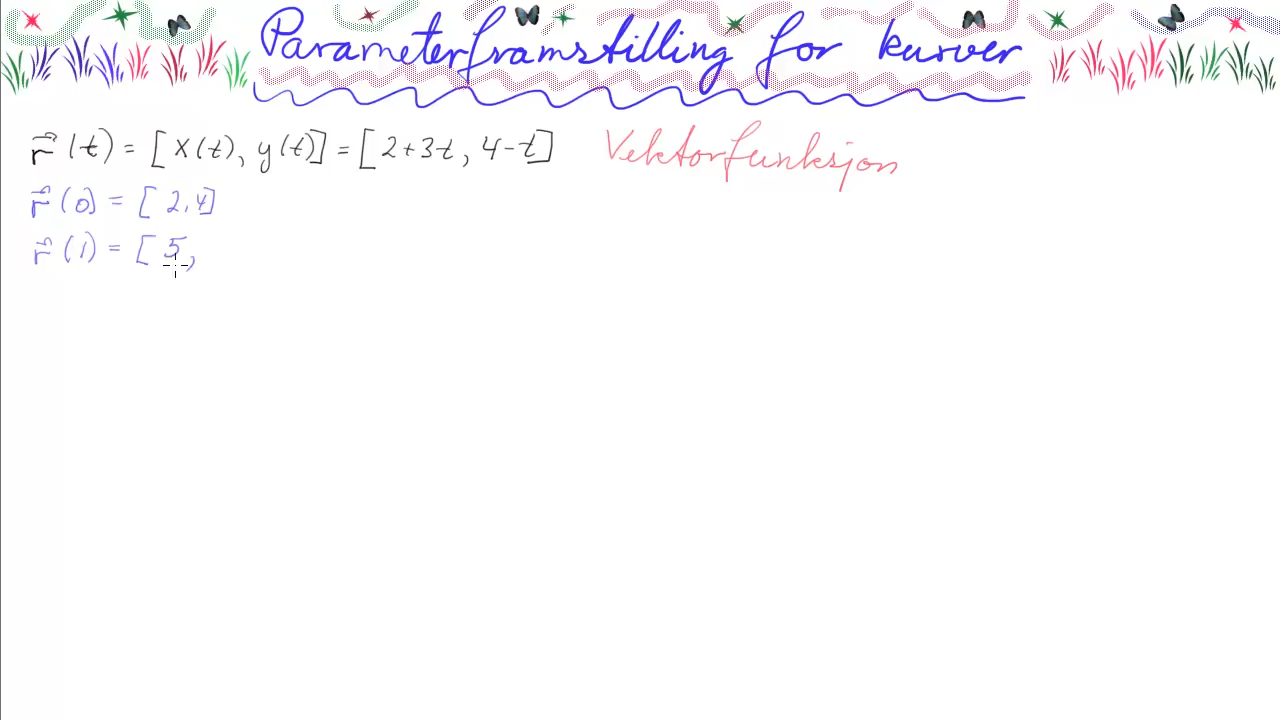 Parameterframstilling for kurver
r⃗(t) = [x(t), y(t)] = [2+3t, 4-t] Vektorfunksjon
r⃗(0) = [2,4]
r⃗(1) = [5,